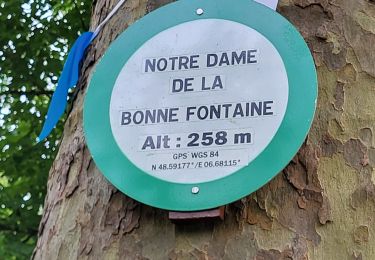 NOTRE DAME
DE LA
BONNE FONTAINE
Alt : 258 m
GPS WGS 84
N 48.59177°/E 06.68115°